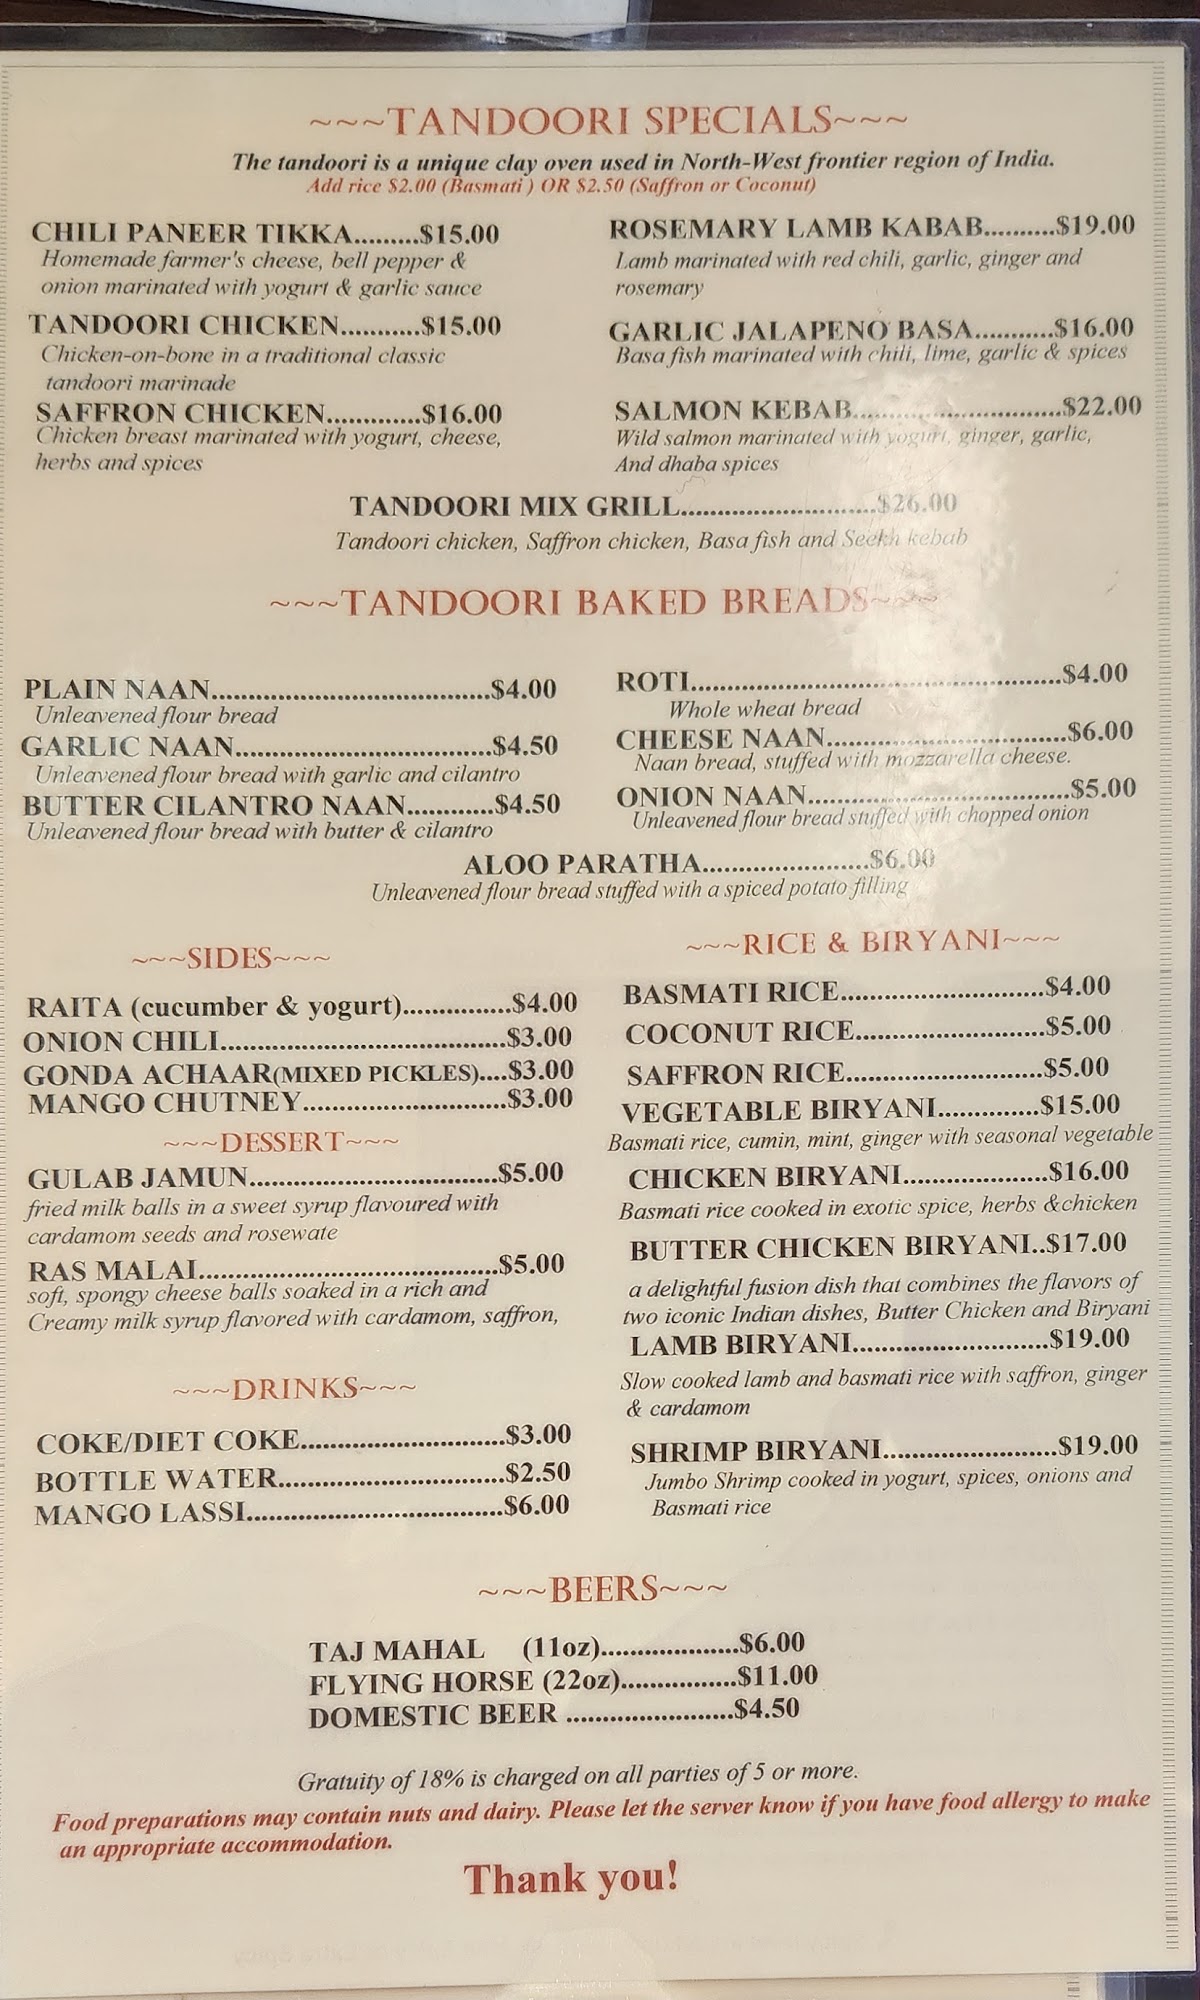 ~~~TANDOORI SPECIALS~~~
The tandoori is a unique clay oven used in North-West frontier region of India.
Add rice $2.00 (Basmati ) OR $2.50 (Saffron or Coconut)
CHILI PANEER TIKKA.........$15.00
Homemade farmer's cheese, bell pepper &
onion marinated with yogurt & garlic sauce
TANDOORI CHICKEN...........$15.00
Chicken-on-bone in a traditional classic
tandoori marinade
SAFFRON CHICKEN.............$16.00
Chicken breast marinated with yogurt, cheese,
herbs and spices
ROSEMARY LAMB KABAB..........$19.00
Lamb marinated with red chili, garlic, ginger and
rosemary
GARLIC JALAPENO BASA...........$16.00
Basa fish marinated with chili, lime, garlic & spices
SALMON KEBAB.............................$22.00
Wild salmon marinated with yogurt, ginger, garlic,
And dhaba spices
TANDOORI MIX GRILL..........................$26.00
Tandoori chicken, Saffron chicken, Basa fish and Seekh kebab
~~~TANDOORI BAKED BREADS~~~
PLAIN NAAN.....................................$4.00
Unleavened flour bread
GARLIC NAAN..................................$4.50
Unleavened flour bread with garlic and cilantro
BUTTER CILANTRO NAAN............$4.50
Unleavened flour bread with butter & cilantro
ROTI.................................................$4.00
Whole wheat bread
CHEESE NAAN................................$6.00
Naan bread, stuffed with mozzarella cheese.
ONION NAAN...................................$5.00
Unleavened flour bread stuffed with chopped onion
ALOO PARATHA......................$6.00
Unleavened flour bread stuffed with a spiced potato filling
~~~SIDES~~~
RAITA (cucumber & yogurt)...............$4.00
ONION CHILI......................................$3.00
GONDA ACHAAR(MIXED PICKLES)....$3.00
MANGO CHUTNEY...........................$3.00
~~~DESSERT~~~
GULAB JAMUN.................................$5.00
fried milk balls in a sweet syrup flavoured with
cardamom seeds and rosewate
RAS MALAI........................................$5.00
soft, spongy cheese balls soaked in a rich and
Creamy milk syrup flavored with cardamom, saffron,
~~~DRINKS~~~
COKE/DIET COKE...........................$3.00
BOTTLE WATER..............................$2.50
MANGO LASSI..................................$6.00
~~~RICE & BIRYANI~~~
BASMATI RICE...........................$4.00
COCONUT RICE.........................$5.00
SAFFRON RICE..........................$5.00
VEGETABLE BIRYANI..............$15.00
Basmati rice, cumin, mint, ginger with seasonal vegetable
CHICKEN BIRYANI...................$16.00
Basmati rice cooked in exotic spice, herbs &chicken
BUTTER CHICKEN BIRYANI..$17.00
a delightful fusion dish that combines the flavors of
two iconic Indian dishes, Butter Chicken and Biryani
LAMB BIRYANI..........................$19.00
Slow cooked lamb and basmati rice with saffron, ginger
& cardamom
SHRIMP BIRYANI.......................$19.00
Jumbo Shrimp cooked in yogurt, spices, onions and
Basmati rice
~~~BEERS~~~
TAJ MAHAL (11oz)...................$6.00
FLYING HORSE (22oz)................$11.00
DOMESTIC BEER .......................$4.50
Gratuity of 18% is charged on all parties of 5 or more.
Food preparations may contain nuts and dairy. Please let the server know if you have food allergy to make
an appropriate accommodation.
Thank you!